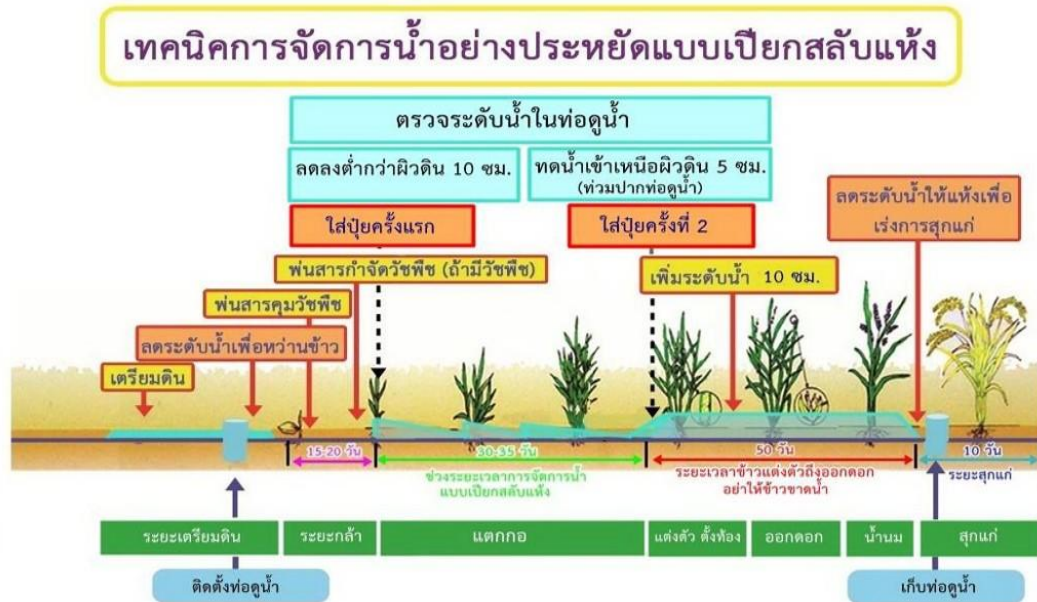 เทคนิคการจัดการน้ำอย่างประหยัดแบบเปียกสลับแห้ง
ตรวจระดับน้ำในท่อดูน้ำ
ลดลงต่ำกว่าผิวดิน 10 ซม.
ทดน้ำเข้าเหนือผิวดิน 5 ซม.
(ท่วมปากท่อดูน้ำ)
ใส่ปุ๋ยครั้งแรก
ใส่ปุ๋ยครั้งที่ 2
ลดระดับน้ำให้แห้งเพื่อ
เร่งการสุกแก่
พ่นสารกำจัดวัชพืช (ถ้ามีวัชพืช)
เพิ่มระดับน้ำ 10 ซม.
พ่นสารคุมวัชพืช
ลดระดับน้ำเพื่อหว่านข้าว
เตรียมดิน
15-20 วัน
30-35 วัน
50 วัน
10 วัน
ช่วงระยะเวลาการจัดการน้ำ
แบบเปียกสลับแห้ง
ระยะเวลาข้าวแต่งตัวถึงออกดอก
อย่าให้ข้าวขาดน้ำ
ระยะสุกแก่
ระยะเตรียมดิน
ระยะกล้า
แตกกอ
แต่งตัว ตั้งท้อง
ออกดอก
น้ำนม
สุกแก่
ติดตั้งท่อดูน้ำ
เก็บท่อดูน้ำ